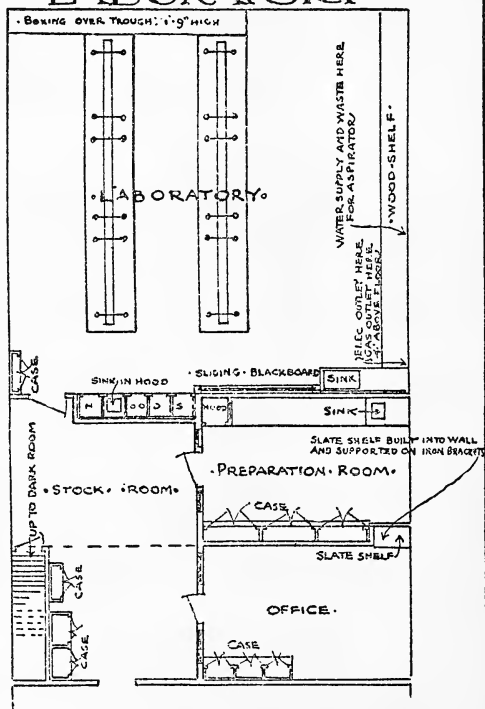 LABORATORY
· BOXING OVER TROUGH: 1'-9" HIGH
WATER SUPPLY AND WASTE HERE
FOR ASPIRATOR
· WOOD-SHELF ·
· LABORATORY ·
ELEC OUTLET HERE
GAS OUTLET HERE
ABOVE FLOOR
CASE
SINK IN HOOD
· SLIDING · BLACKBOARD
SINK
HOODS
HOOD
SINK
SLATE SHELF BUILT INTO WALL
AND SUPPORTED ON IRON BRACKETS
UP TO DARK ROOM
· STOCK · ROOM ·
· PREPARATION · ROOM ·
CASE
SLATE SHELF
CASE
OFFICE ·
CASE
CASE